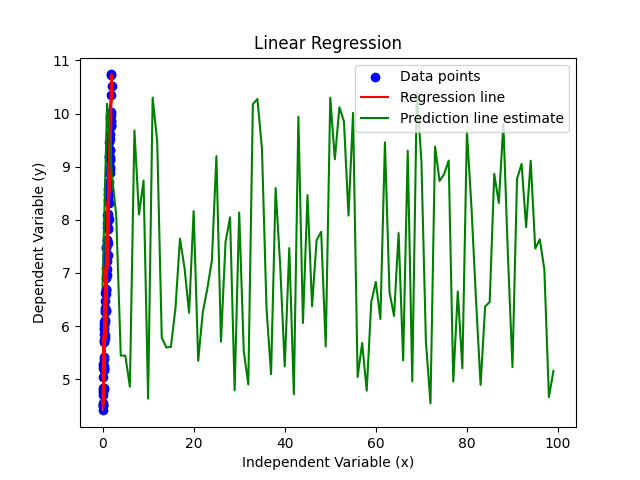 Linear Regression
11
10
9
8
7
6
5
Dependent Variable (y)
Data points
Regression line
Prediction line estimate
0
20
40
60
80
100
Independent Variable (x)